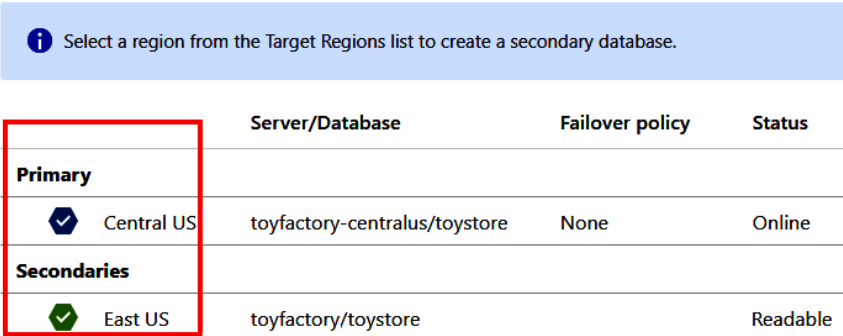 Select a region from the Target Regions list to create a secondary database.
Server/Database Failover policy Status
Primary
Central US toyfactory-centralus/toystore None Online
Secondaries
East US toyfactory/toystore Readable